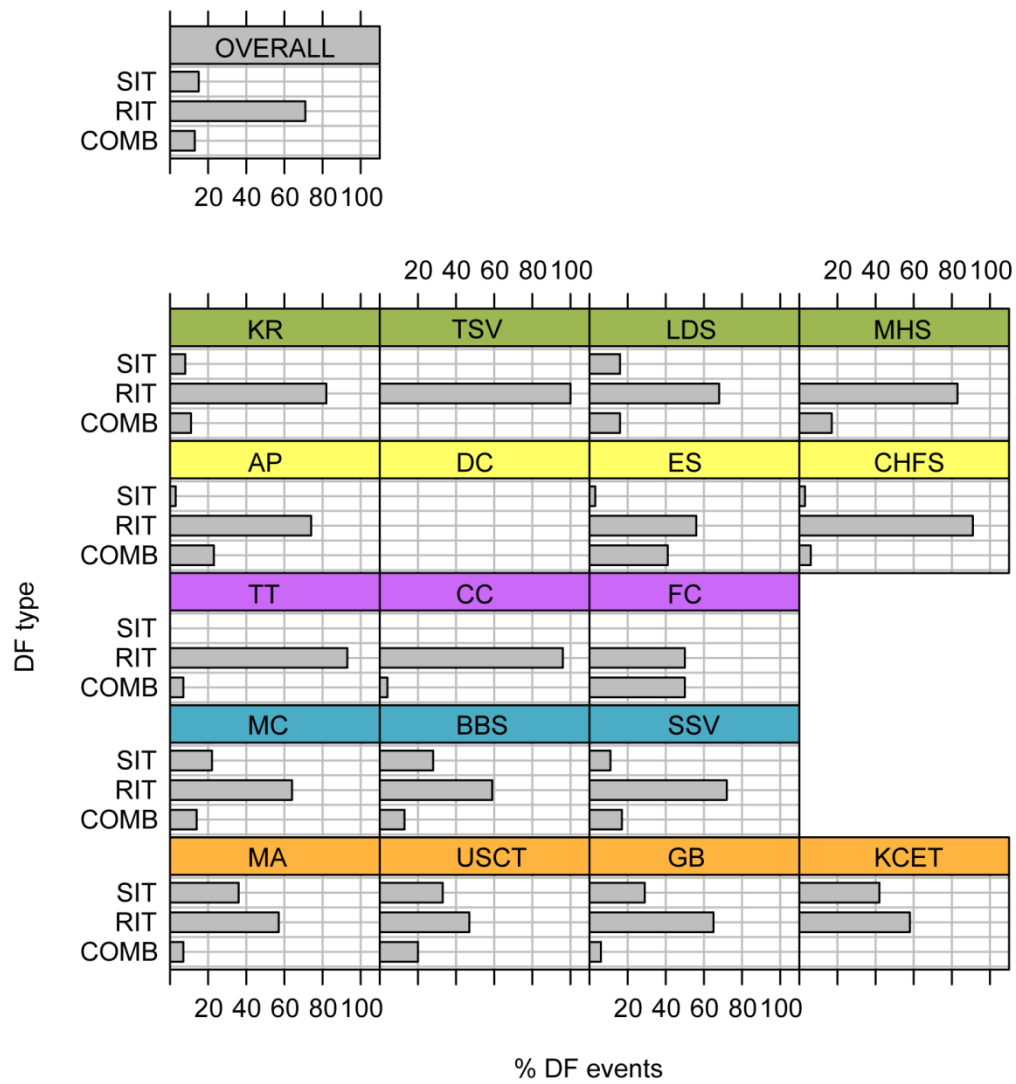 OVERALL
SIT
RIT
COMB
20 40 60 80 100
20 40 60 80 100 20 40 60 80 100
KR TSV LDS MHS
SIT
RIT
COMB
AP DC ES CHFS
SIT
RIT
COMB
TT CC FC
SIT
RIT
COMB
MC BBS SSV
SIT
RIT
COMB
MA USCT GB KCET
SIT
RIT
COMB
20 40 60 80 100 20 40 60 80 100
DF type
% DF events